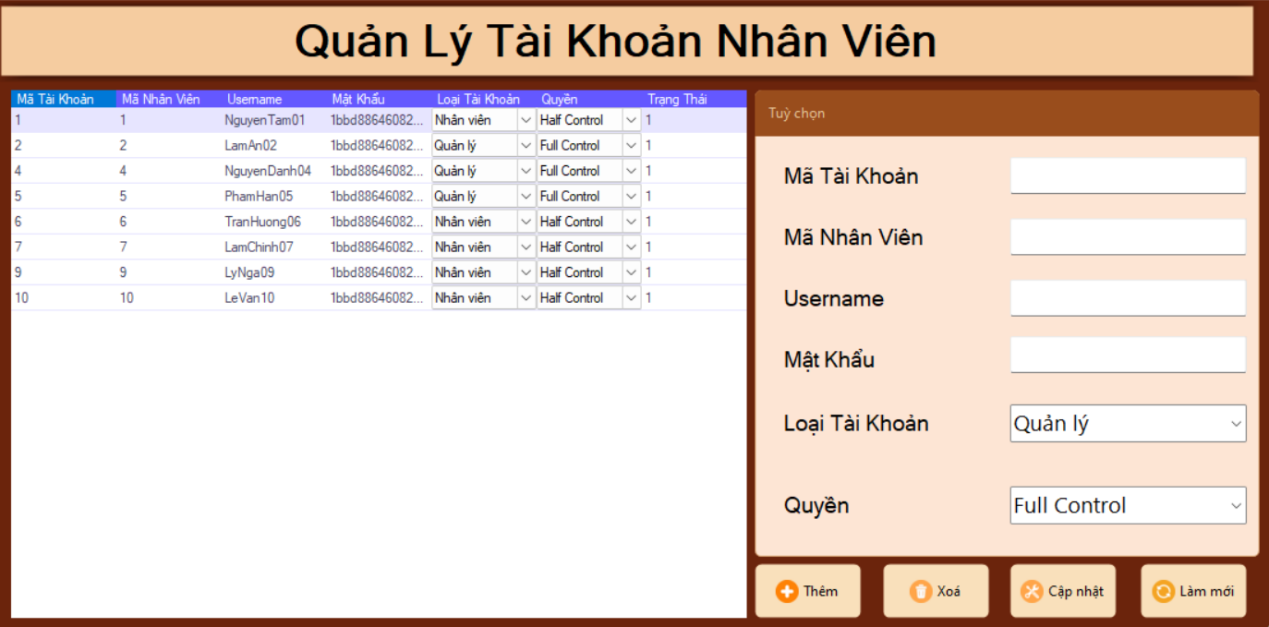 Quản Lý Tài Khoản Nhân Viên
Mã Tài Khoản Mã Nhân Viên Username Mật Khẩu Loại Tài Khoản Quyền Trạng Thái
1 1 NguyenTam01 1bbd88646082... Nhân viên Half Control 1
2 2 LamAn02 1bbd88646082... Quản lý Full Control 1
4 4 NguyenDanh04 1bbd88646082... Quản lý Full Control 1
5 5 PhamHan05 1bbd88646082... Quản lý Full Control 1
6 6 TranHuong06 1bbd88646082... Nhân viên Half Control 1
7 7 LamChinh07 1bbd88646082... Nhân viên Half Control 1
9 9 LyNga09 1bbd88646082... Nhân viên Half Control 1
10 10 LeVan10 1bbd88646082... Nhân viên Half Control 1
Tuỳ chọn
Mã Tài Khoản
Mã Nhân Viên
Username
Mật Khẩu
Loại Tài Khoản Quản lý
Quyền Full Control
Thêm Xoá Cập nhật Làm mới